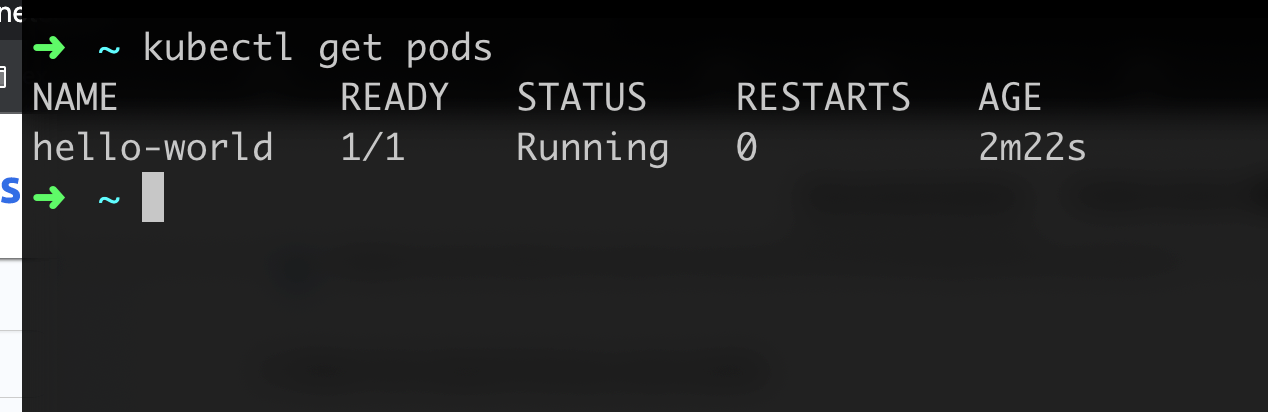 ➜ ~ kubectl get pods
NAME READY STATUS RESTARTS AGE
hello-world 1/1 Running 0 2m22s
➜ ~